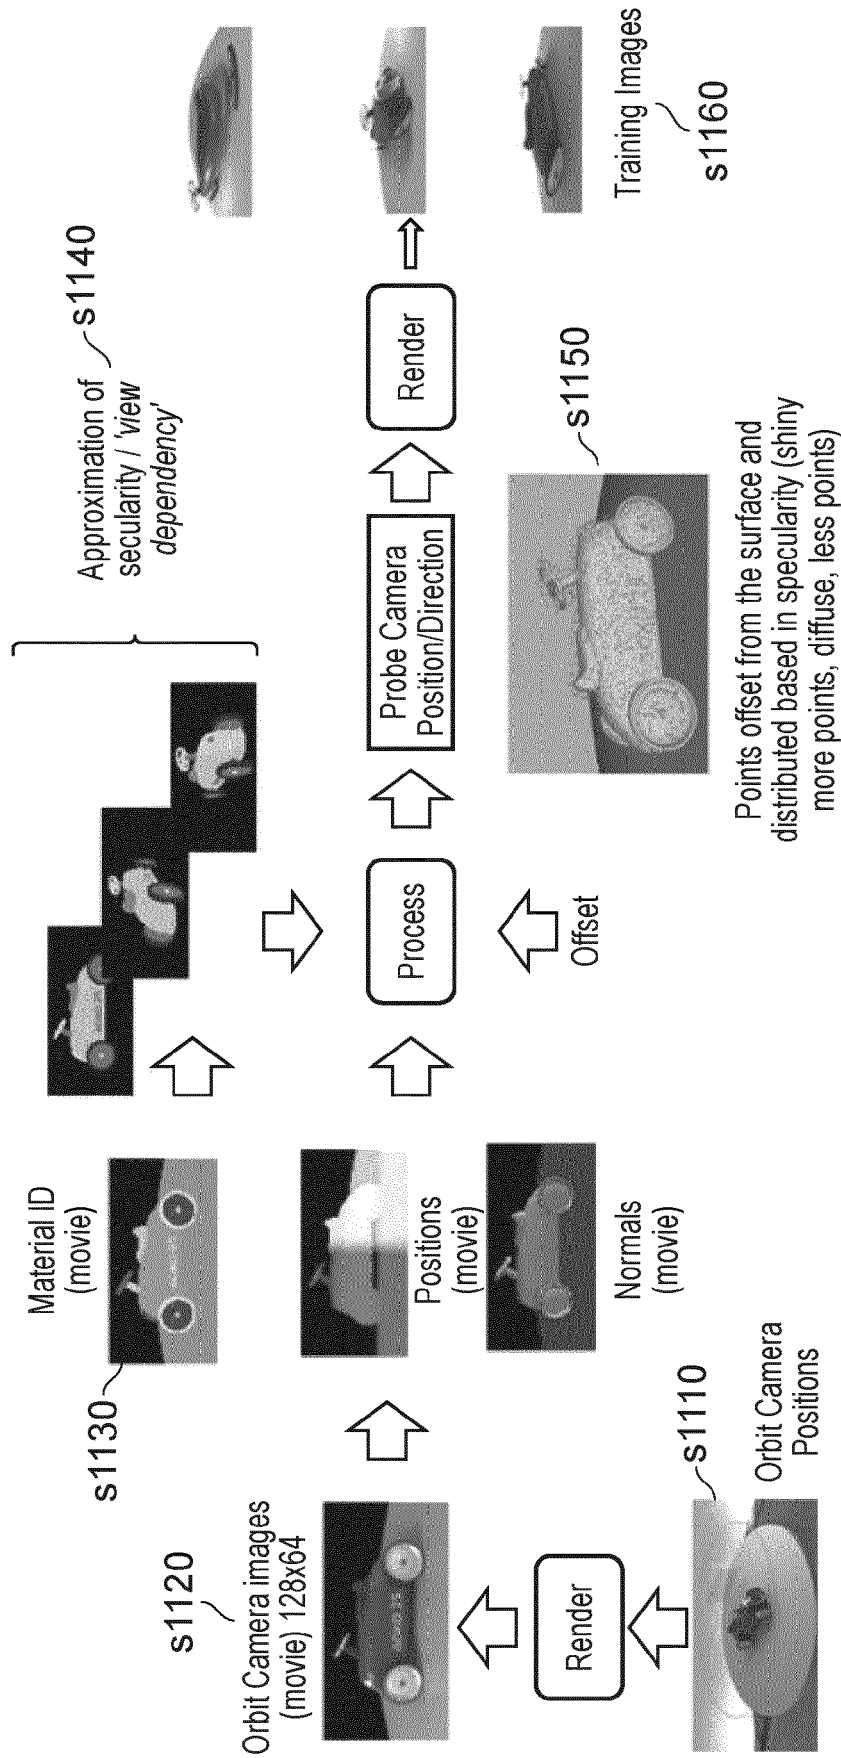 s1110
Orbit Camera
Positions
Render
s1120
Orbit Camera images
(movie) 128x64
s1130
Material ID
(movie)
Positions
(movie)
Normals
(movie)
Approximation of
secularity / 'view
dependency'
s1140
Process
Offset
Probe Camera
Position/Direction
s1150
Points offset from the surface and
distributed based in specularity (shiny
more points, diffuse, less points
Render
Training Images
s1160